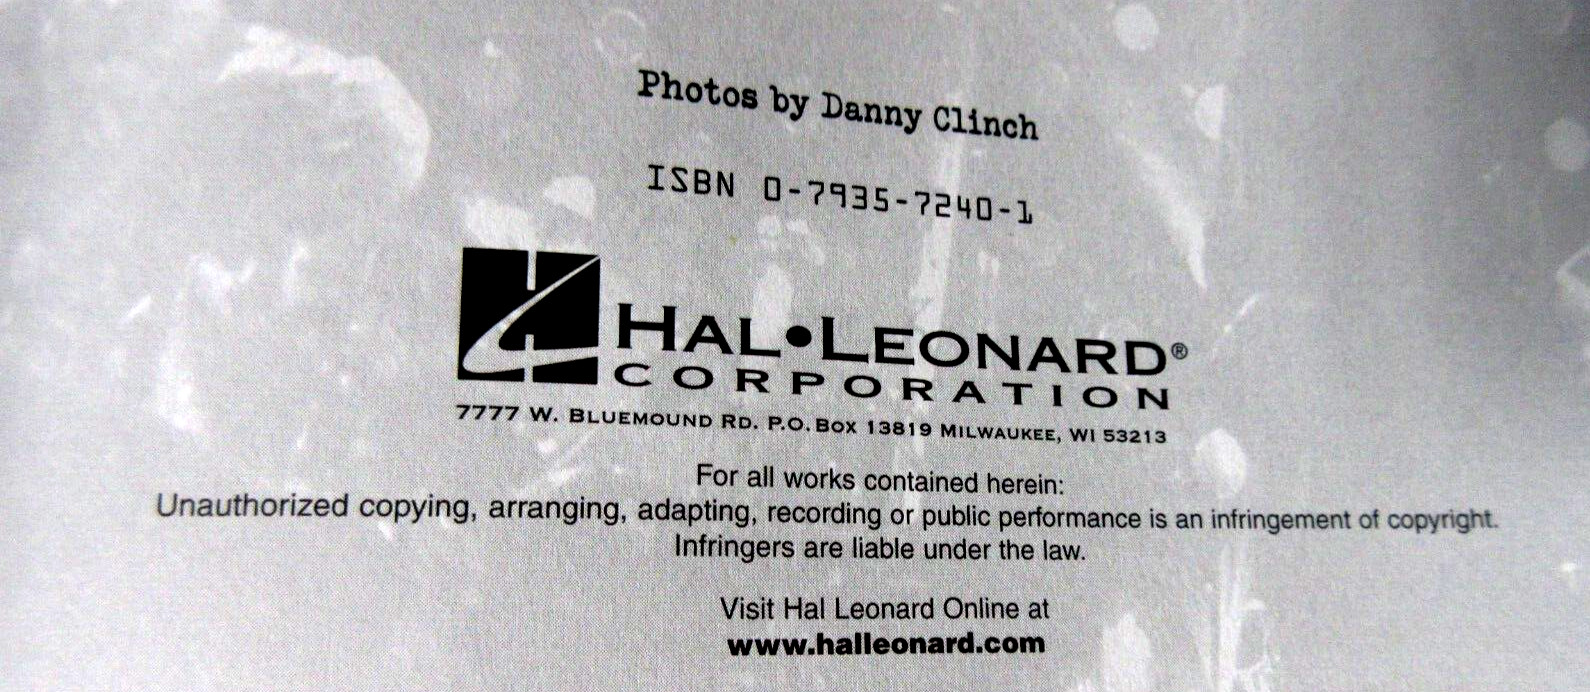 Photos by Danny Clinch
ISBN 0-7935-7240-1
HAL•LEONARD®
CORPORATION
7777 W. BLUEMOUND RD. P.O. BOX 13819 MILWAUKEE, WI 53213
For all works contained herein:
Unauthorized copying, arranging, adapting, recording or public performance is an infringement of copyright.
Infringers are liable under the law.
Visit Hal Leonard Online at
www.halleonard.com